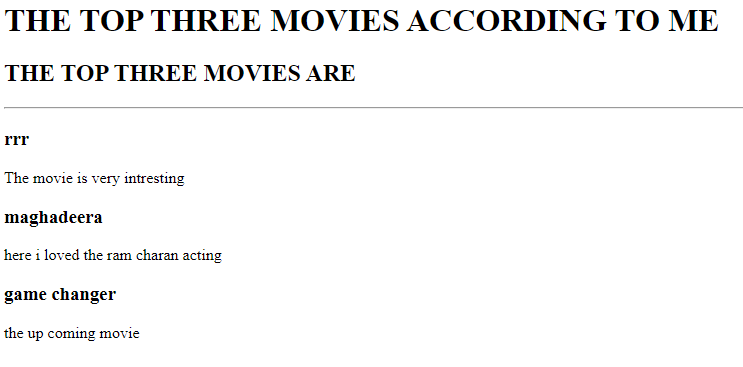 THE TOP THREE MOVIES ACCORDING TO ME
THE TOP THREE MOVIES ARE
rrr
The movie is very intresting
maghadeera
here i loved the ram charan acting
game changer
the up coming movie